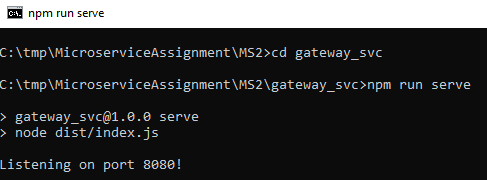 npm run serve
C:\tmp\MicroserviceAssignment\MS2>cd gateway_svc
C:\tmp\MicroserviceAssignment\MS2\gateway_svc>npm run serve
> gateway_svc@1.0.0 serve
> node dist/index.js
Listening on port 8080!